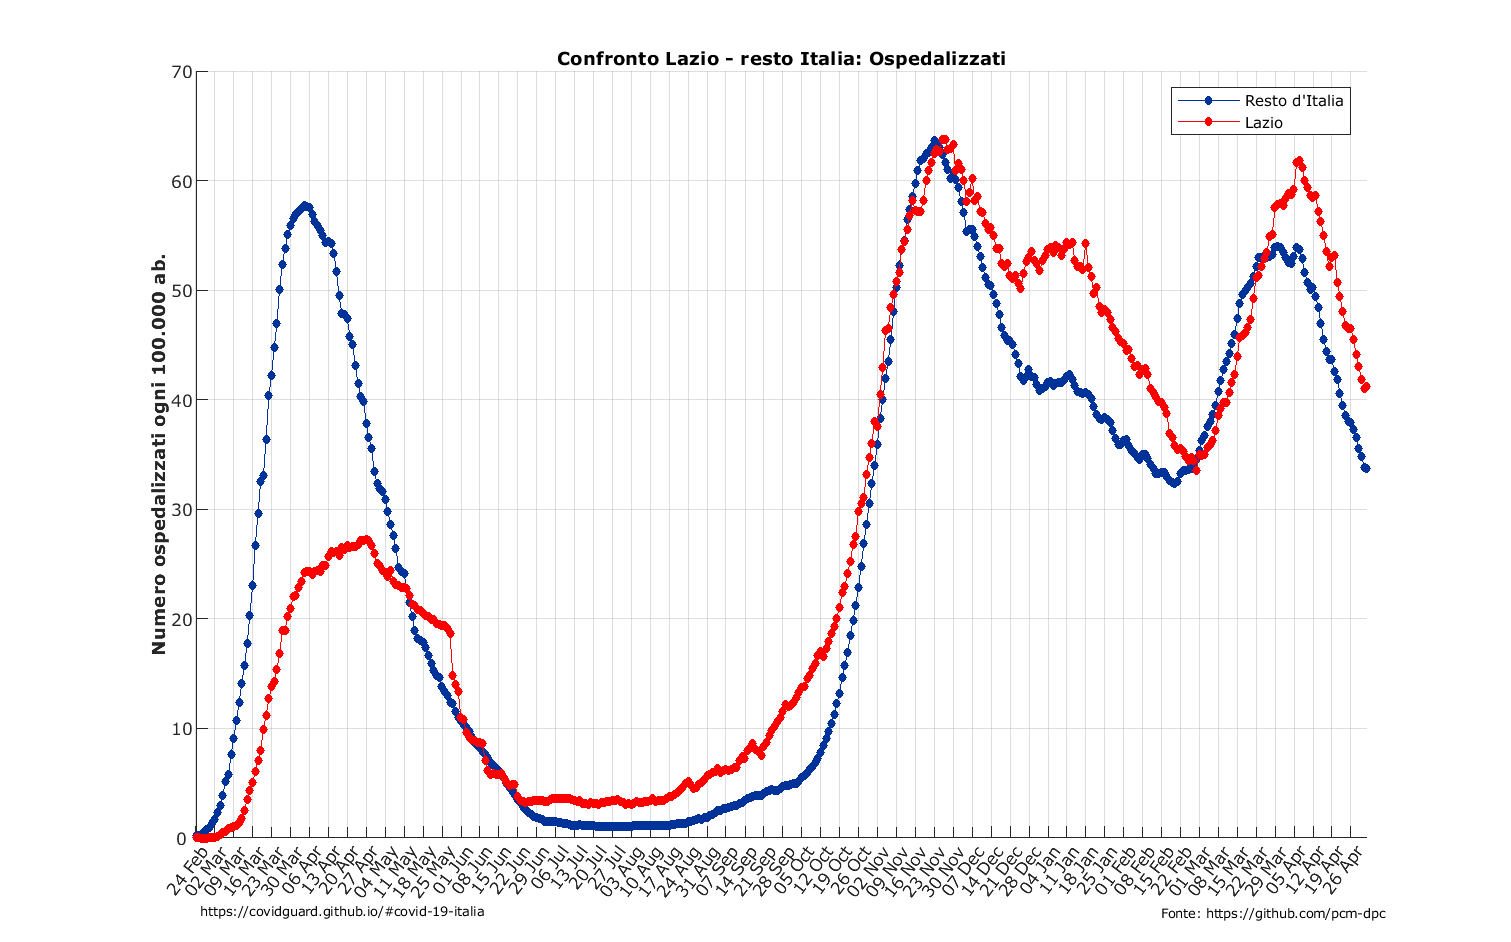 Confronto Lazio - resto Italia: Ospedalizzati
Resto d'Italia
Lazio
Numero ospedalizzati ogni 100.000 ab.
70
60
50
40
30
20
10
0
24 Feb
02 Mar
09 Mar
16 Mar
23 Mar
30 Mar
06 Apr
13 Apr
20 Apr
27 Apr
04 May
11 May
18 May
25 May
01 Jun
08 Jun
15 Jun
22 Jun
29 Jun
06 Jul
13 Jul
20 Jul
27 Jul
03 Aug
10 Aug
17 Aug
24 Aug
31 Aug
07 Sep
14 Sep
21 Sep
28 Sep
05 Oct
12 Oct
19 Oct
26 Oct
02 Nov
09 Nov
16 Nov
23 Nov
30 Nov
07 Dec
14 Dec
21 Dec
28 Dec
04 Jan
11 Jan
18 Jan
25 Jan
01 Feb
08 Feb
15 Feb
22 Feb
01 Mar
08 Mar
15 Mar
22 Mar
29 Mar
05 Apr
12 Apr
19 Apr
26 Apr
https://covidguard.github.io/#covid-19-italia
Fonte: https://github.com/pcm-dpc